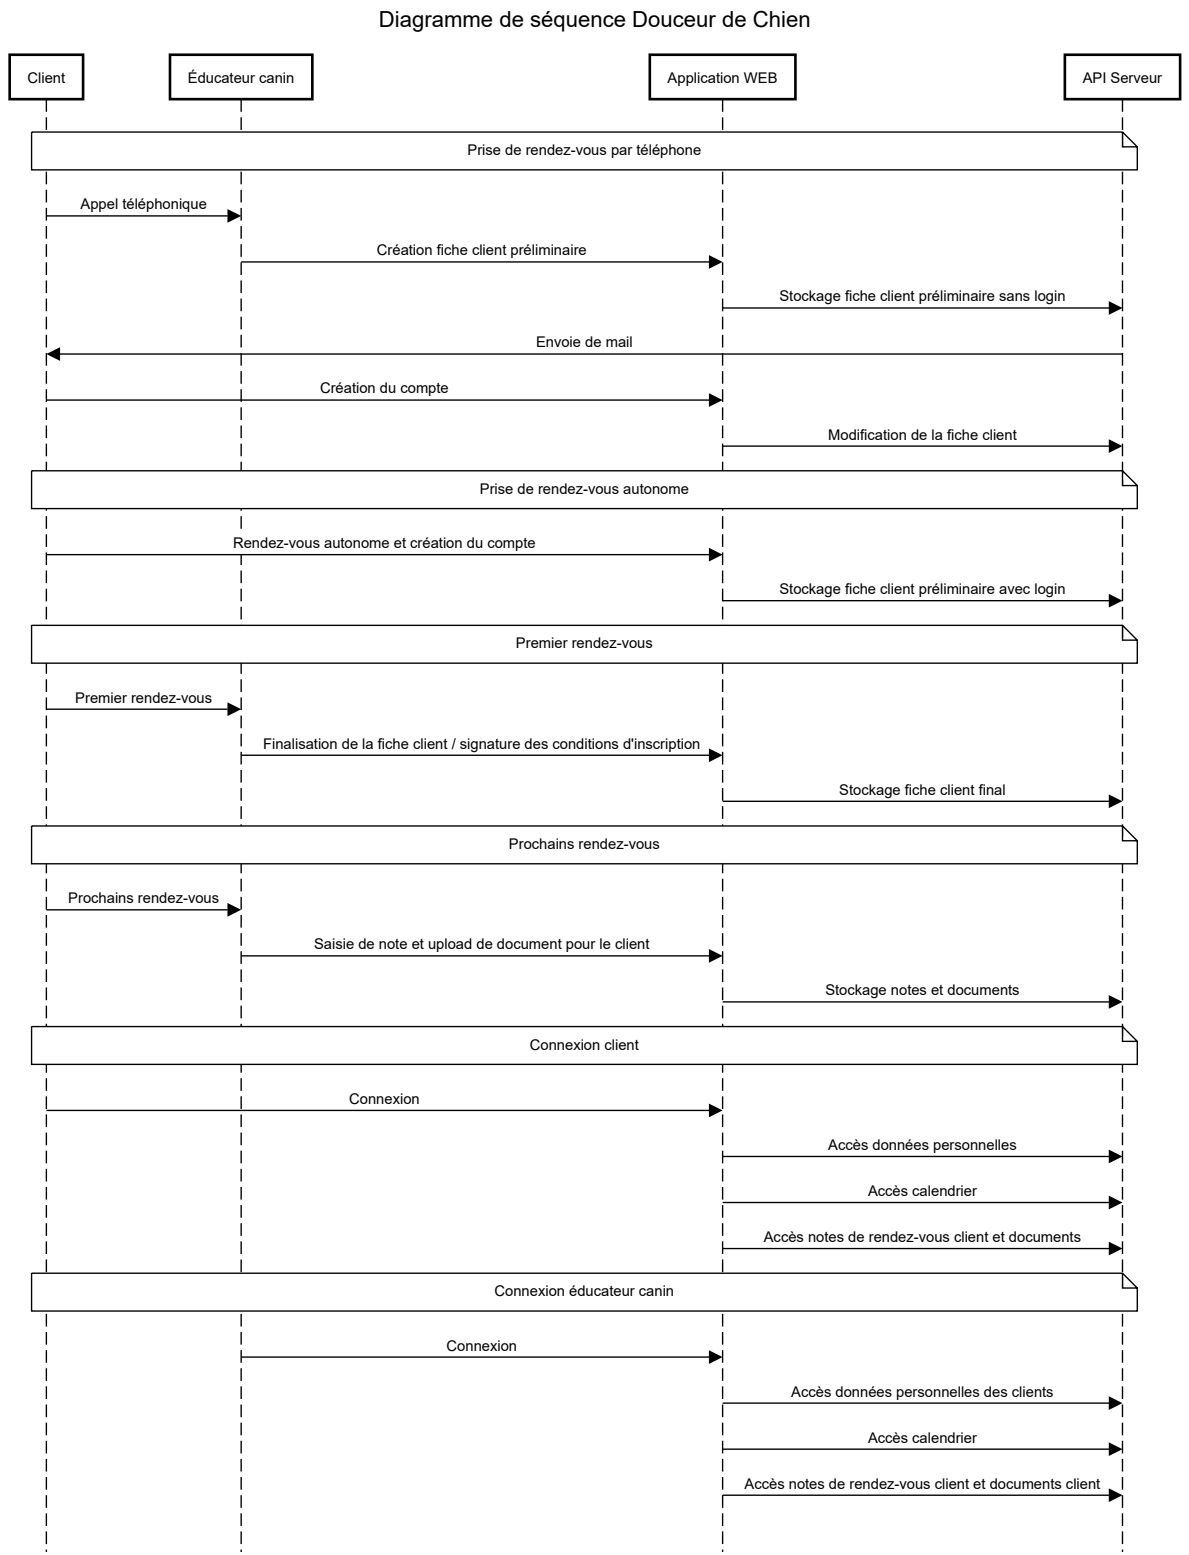 Diagramme de séquence Douceur de Chien
Client
Éducateur canin
Application WEB
API Serveur
Prise de rendez-vous par téléphone
Appel téléphonique
Création fiche client préliminaire
Stockage fiche client préliminaire sans login
Envoie de mail
Création du compte
Modification de la fiche client
Prise de rendez-vous autonome
Rendez-vous autonome et création du compte
Stockage fiche client préliminaire avec login
Premier rendez-vous
Premier rendez-vous
Finalisation de la fiche client / signature des conditions d'inscription
Stockage fiche client final
Prochains rendez-vous
Prochains rendez-vous
Saisie de note et upload de document pour le client
Stockage notes et documents
Connexion client
Connexion
Accès données personnelles
Accès calendrier
Accès notes de rendez-vous client et documents
Connexion éducateur canin
Connexion
Accès données personnelles des clients
Accès calendrier
Accès notes de rendez-vous client et documents client